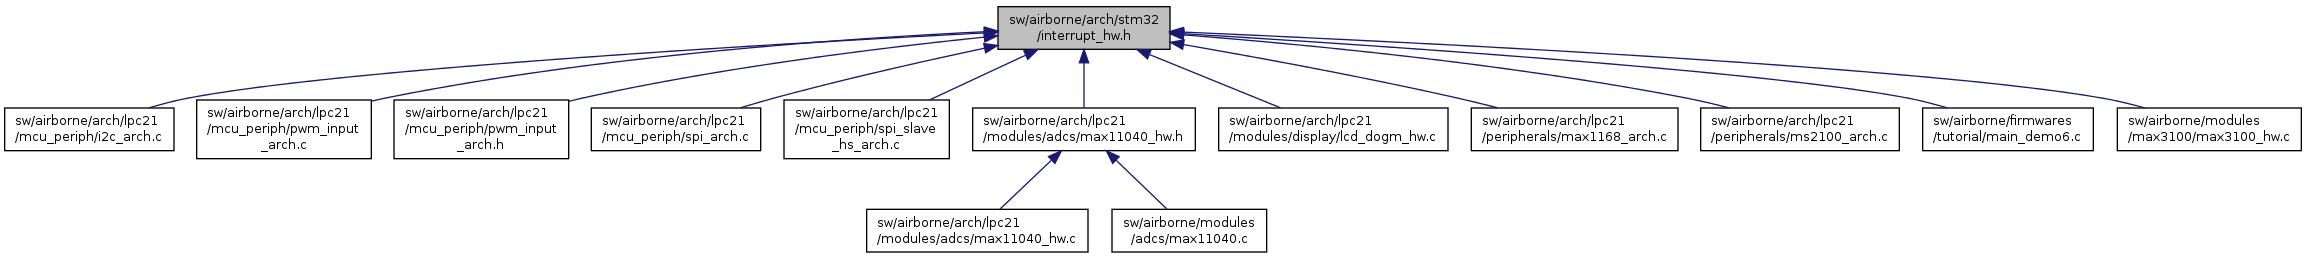 sw/airborne/arch/stm32
/interrupt_hw.h
sw/airborne/arch/lpc21
/mcu_periph/i2c_arch.c
sw/airborne/arch/lpc21
/mcu_periph/pwm_input
_arch.c
sw/airborne/arch/lpc21
/mcu_periph/pwm_input
_arch.h
sw/airborne/arch/lpc21
/mcu_periph/spi_arch.c
sw/airborne/arch/lpc21
/mcu_periph/spi_slave
_hs_arch.c
sw/airborne/arch/lpc21
/modules/adcs/max11040_hw.h
sw/airborne/arch/lpc21
/modules/display/lcd_dogm_hw.c
sw/airborne/arch/lpc21
/peripherals/max1168_arch.c
sw/airborne/arch/lpc21
/peripherals/ms2100_arch.c
sw/airborne/firmwares
/tutorial/main_demo6.c
sw/airborne/modules
/max3100/max3100_hw.c
sw/airborne/arch/lpc21
/modules/adcs/max11040_hw.c
sw/airborne/modules
/adcs/max11040.c